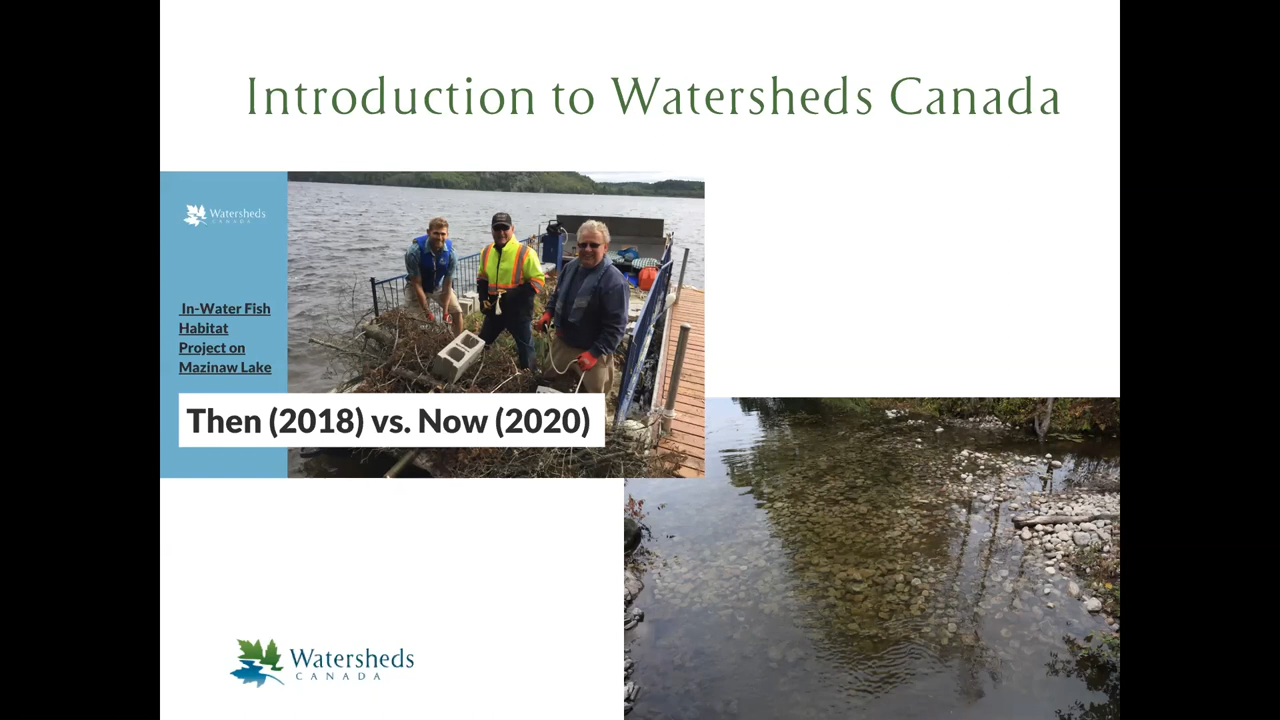 Introduction to Watersheds Canada
Watersheds
CANADA
In-Water Fish
Habitat
Project on
Mazinaw Lake
Then (2018) vs. Now (2020)
Watersheds
CANADA